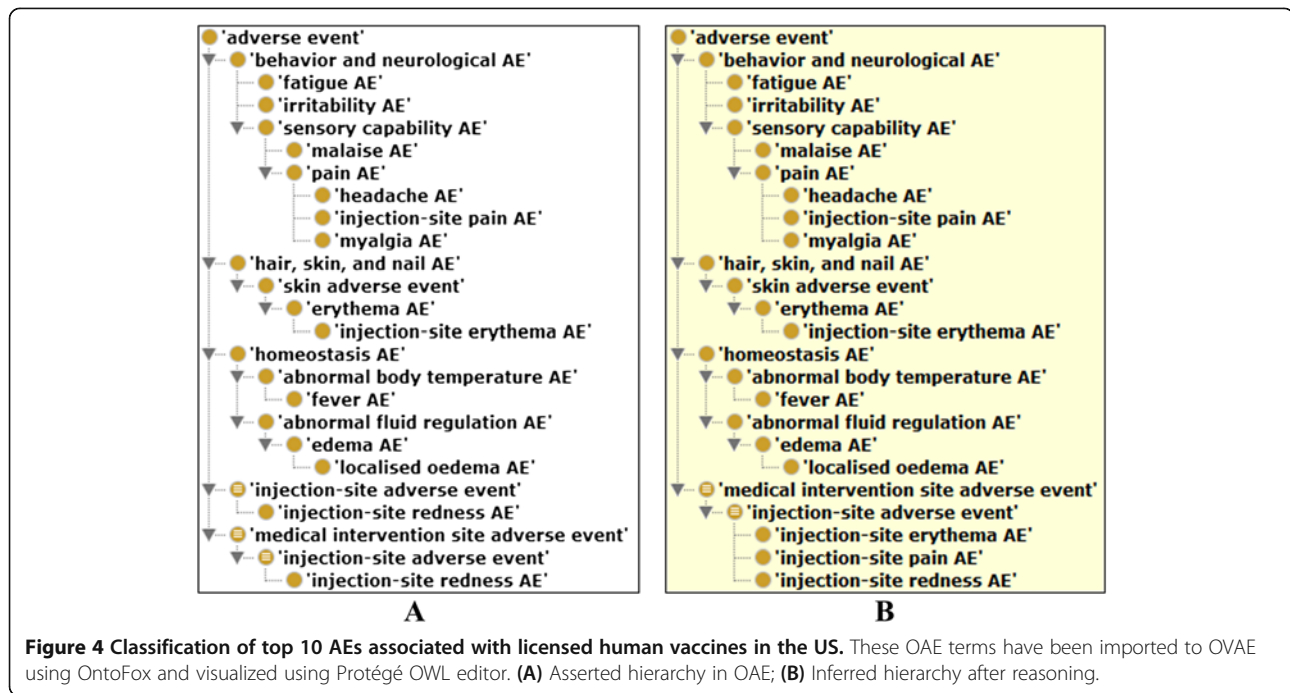 'adverse event'
'behavior and neurological AE'
'fatigue AE'
'irritability AE'
'sensory capability AE'
'malaise AE'
'pain AE'
'headache AE'
'injection-site pain AE'
'myalgia AE'
'hair, skin, and nail AE'
'skin adverse event'
'erythema AE'
'injection-site erythema AE'
'homeostasis AE'
'abnormal body temperature AE'
'fever AE'
'abnormal fluid regulation AE'
'edema AE'
'localised oedema AE'
'injection-site adverse event'
'injection-site redness AE'
'medical intervention site adverse event'
'injection-site adverse event'
'injection-site redness AE'
A
'adverse event'
'behavior and neurological AE'
'fatigue AE'
'irritability AE'
'sensory capability AE'
'malaise AE'
'pain AE'
'headache AE'
'injection-site pain AE'
'myalgia AE'
'hair, skin, and nail AE'
'skin adverse event'
'erythema AE'
'injection-site erythema AE'
'homeostasis AE'
'abnormal body temperature AE'
'fever AE'
'abnormal fluid regulation AE'
'edema AE'
'localised oedema AE'
'medical intervention site adverse event'
'injection-site adverse event'
'injection-site erythema AE'
'injection-site pain AE'
'injection-site redness AE'
B
Figure 4 Classification of top 10 AEs associated with licensed human vaccines in the US. These OAE terms have been imported to OVAE
using OntoFox and visualized using Protégé OWL editor. (A) Asserted hierarchy in OAE; (B) Inferred hierarchy after reasoning.